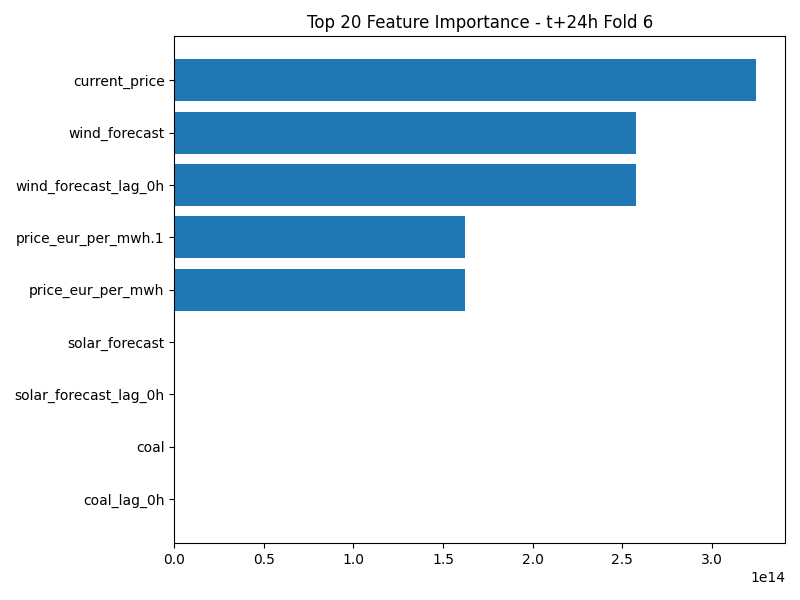 Top 20 Feature Importance - t+24h Fold 6
current_price
wind_forecast
wind_forecast_lag_0h
price_eur_per_mwh.1
price_eur_per_mwh
solar_forecast
solar_forecast_lag_0h
coal
coal_lag_0h
0.0 0.5 1.0 1.5 2.0 2.5 3.0
1e14